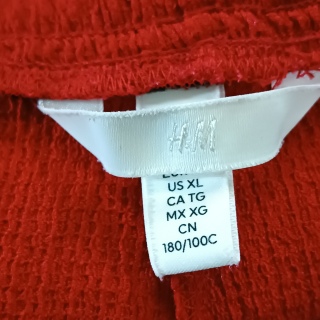 H&M
US XL
CA TG
MX XG
CN
180/100C